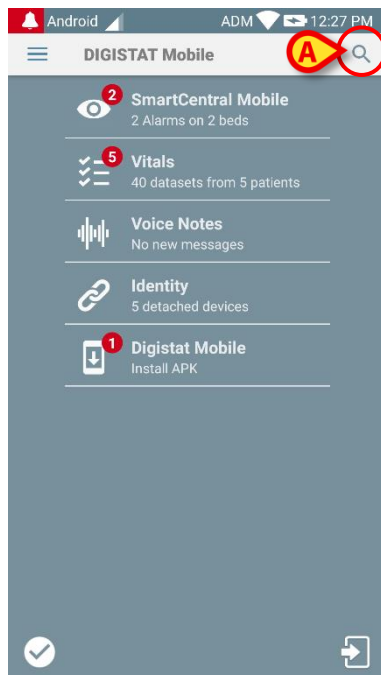 Android ADM 12:27 PM
DIGISTAT Mobile A
2 SmartCentral Mobile
2 Alarms on 2 beds
5 Vitals
40 datasets from 5 patients
Voice Notes
No new messages
Identity
5 detached devices
1 Digistat Mobile
Install APK